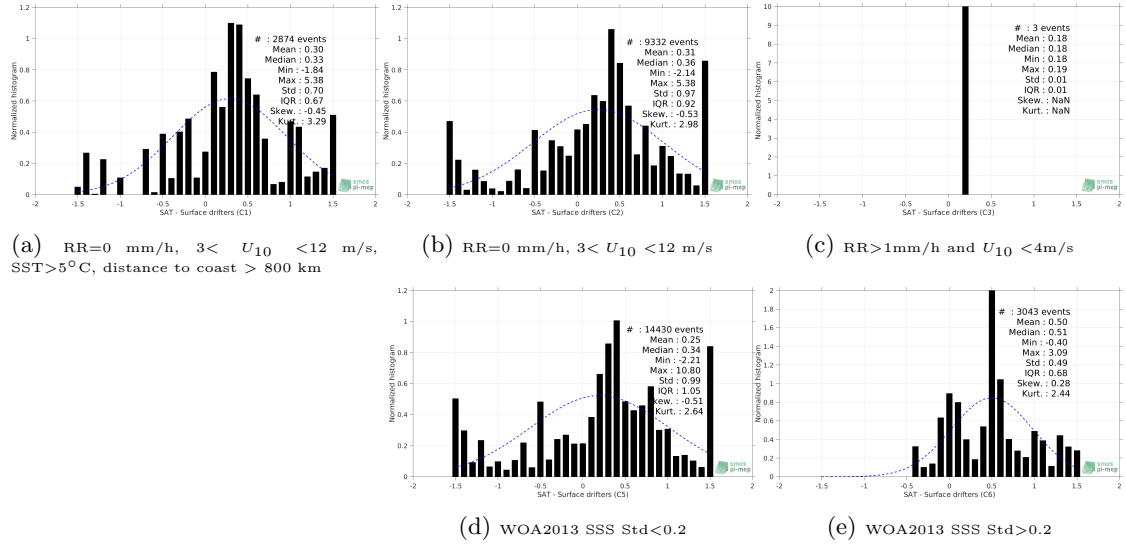 1.2
1
0.8
0.6
0.4
0.2
0
Normalized histogram
# : 2874 events
Mean : 0.30
Median : 0.33
Min : -1.84
Max : 5.38
Std : 0.70
IQR : 0.67
Skew. : -0.45
Kurt. : 3.29
smos
pi-mep
-2 -1.5 -1 -0.5 0 0.5 1 1.5 2
SAT - Surface drifters (C1)
(a) RR=0 mm/h, 3< U10 <12 m/s,
SST>5°C, distance to coast > 800 km
1.2
1
0.8
0.6
0.4
0.2
0
Normalized histogram
# : 9332 events
Mean : 0.31
Median : 0.36
Min : -2.14
Max : 5.38
Std : 0.97
IQR : 0.92
Skew. : -0.53
Kurt. : 2.98
smos
pi-mep
-2 -1.5 -1 -0.5 0 0.5 1 1.5 2
SAT - Surface drifters (C2)
(b) RR=0 mm/h, 3< U10 <12 m/s
10
9
8
7
6
5
4
3
2
1
0
Normalized histogram
# : 3 events
Mean : 0.18
Median : 0.18
Min : 0.18
Max : 0.19
Std : 0.01
IQR : 0.01
Skew. : NaN
Kurt. : NaN
smos
pi-mep
-2 -1.5 -1 -0.5 0 0.5 1 1.5 2
SAT - Surface drifters (C3)
(c) RR>1mm/h and U10 <4m/s
1.2
1
0.8
0.6
0.4
0.2
0
Normalized histogram
# : 14430 events
Mean : 0.25
Median : 0.34
Min : -2.21
Max : 10.80
Std : 0.99
IQR : 1.05
kew. : -0.51
Kurt. : 2.64
smos
pi-mep
-2 -1.5 -1 -0.5 0 0.5 1 1.5 2
SAT - Surface drifters (C5)
(d) WOA2013 SSS Std<0.2
2
1.8
1.6
1.4
1.2
1
0.8
0.6
0.4
0.2
0
Normalized histogram
# : 3043 events
Mean : 0.50
Median : 0.51
Min : -0.40
Max : 3.09
Std : 0.49
IQR : 0.68
Skew. : 0.28
Kurt. : 2.44
smos
pi-mep
-2 -1.5 -1 -0.5 0 0.5 1 1.5 2
SAT - Surface drifters (C6)
(e) WOA2013 SSS Std>0.2